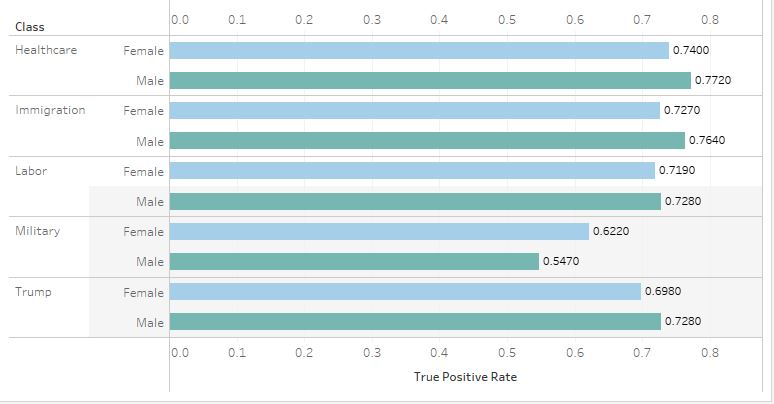 0.0 0.1 0.2 0.3 0.4 0.5 0.6 0.7 0.8
Class
Healthcare Female 0.7400
Male 0.7720
Immigration Female 0.7270
Male 0.7640
Labor Female 0.7190
Male 0.7280
Military Female 0.6220
Male 0.5470
Trump Female 0.6980
Male 0.7280
0.0 0.1 0.2 0.3 0.4 0.5 0.6 0.7 0.8
True Positive Rate